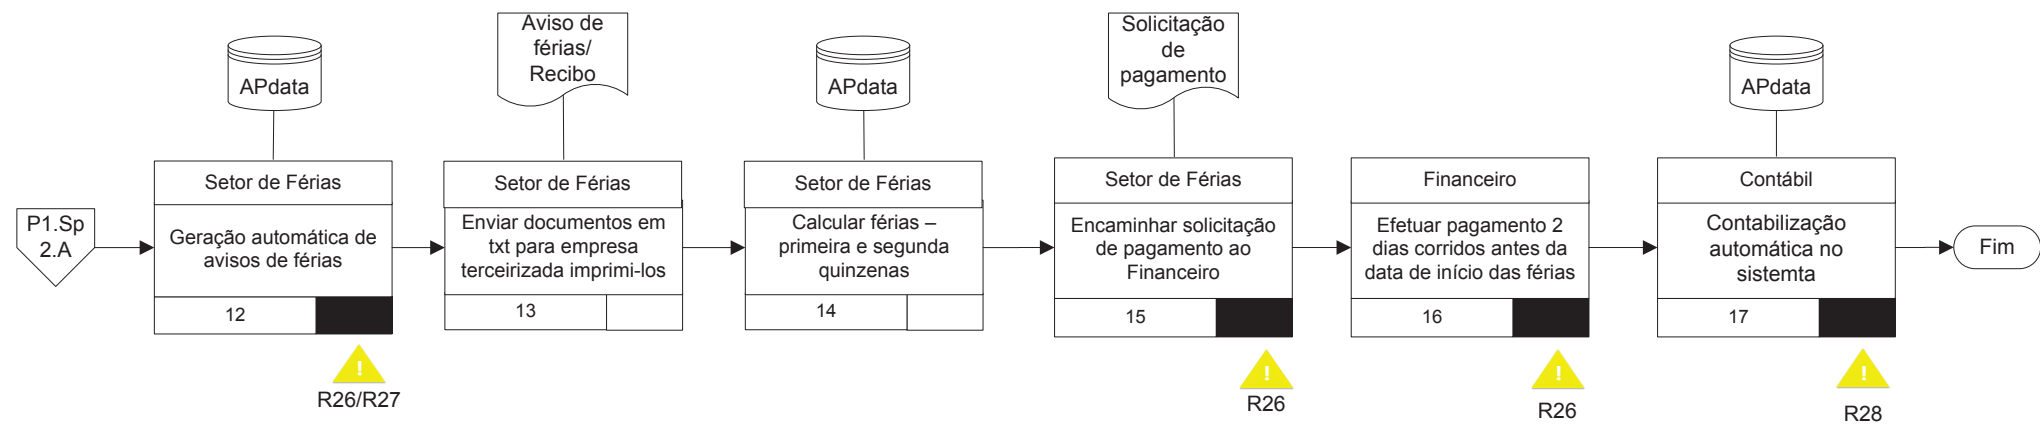 Aviso de
férias/
Recibo
Solicitação
de
pagamento
APdata
APdata
APdata
Setor de Férias
Setor de Férias
Setor de Férias
Setor de Férias
Financeiro
Contábil
P1.Sp
2.A
Geração automática de
avisos de férias
Enviar documentos em
txt para empresa
terceirizada imprimi-los
Calcular férias –
primeira e segunda
quinzenas
Encaminhar solicitação
de pagamento ao
Financeiro
Efetuar pagamento 2
dias corridos antes da
data de início das férias
Contabilização
automática no
sistemta
Fim
12
13
14
15
16
17
!
!
!
!
R26/R27
R26
R26
R28